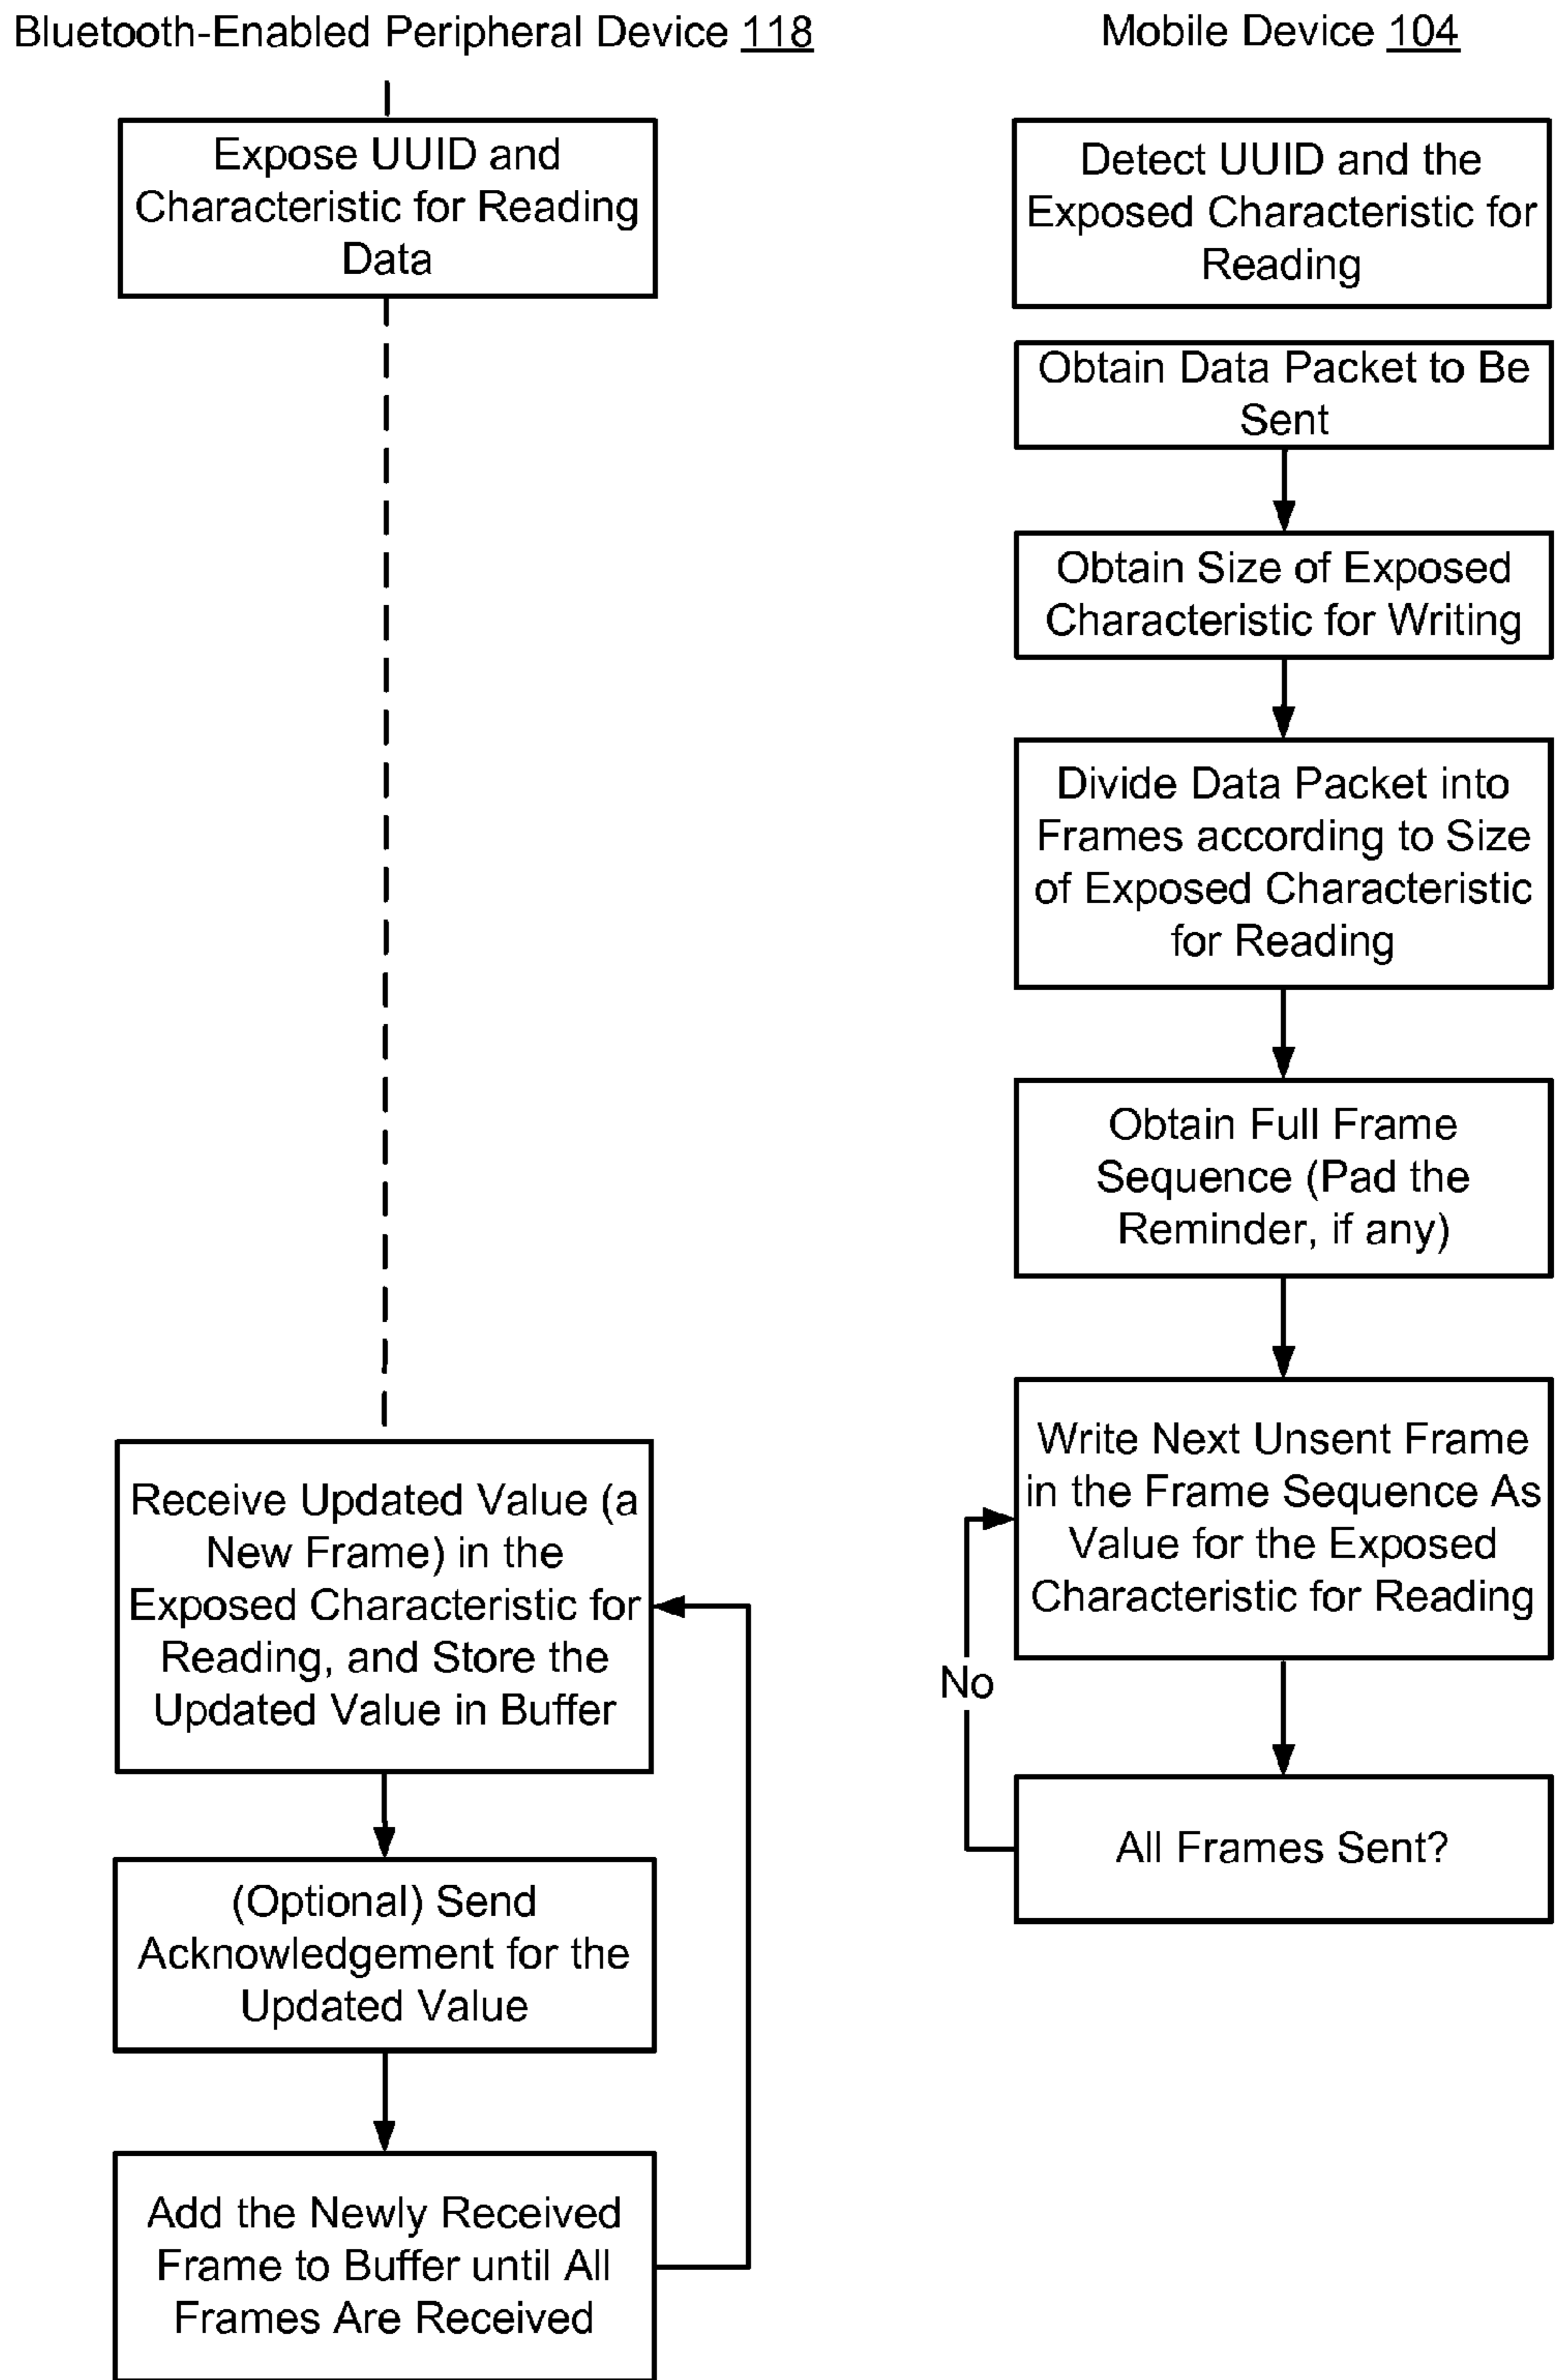 Bluetooth-Enabled Peripheral Device 118
Expose UUID and
Characteristic for Reading
Data
Receive Updated Value (a
New Frame) in the
Exposed Characteristic for
Reading, and Store the
Updated Value in Buffer
(Optional) Send
Acknowledgement for the
Updated Value
Add the Newly Received
Frame to Buffer until All
Frames Are Received
Mobile Device 104
Detect UUID and the
Exposed Characteristic for
Reading
Obtain Data Packet to Be
Sent
Obtain Size of Exposed
Characteristic for Writing
Divide Data Packet into
Frames according to Size
of Exposed Characteristic
for Reading
Obtain Full Frame
Sequence (Pad the
Reminder, if any)
Write Next Unsent Frame
in the Frame Sequence As
Value for the Exposed
Characteristic for Reading
No
All Frames Sent?